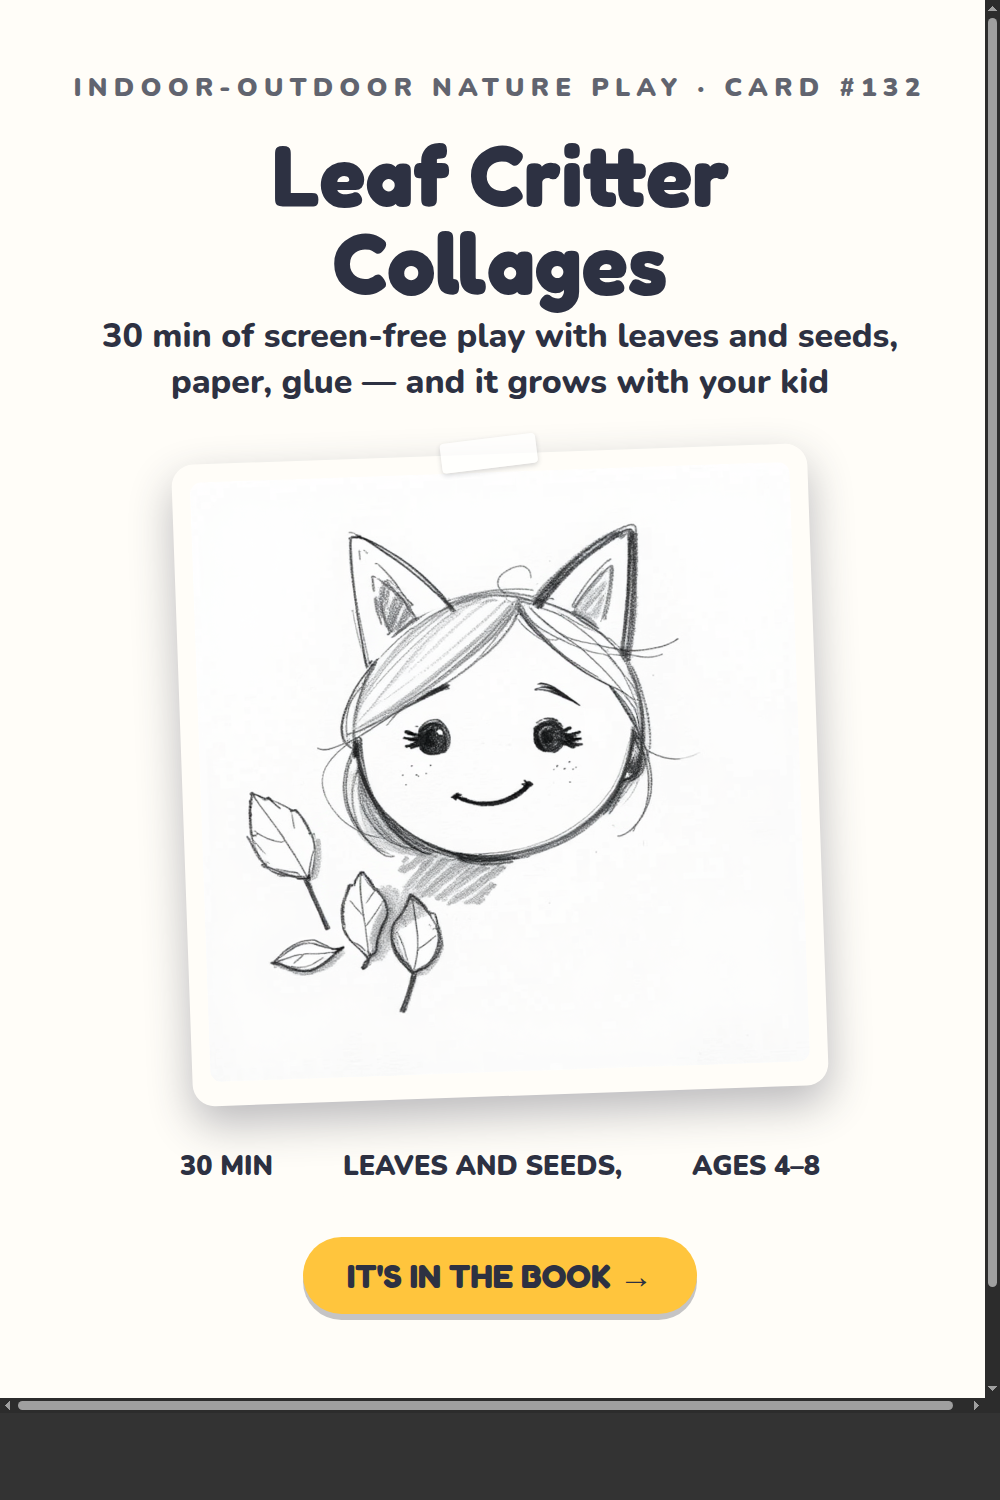 INDOOR-OUTDOOR NATURE PLAY · CARD #132
Leaf Critter
Collages
30 min of screen-free play with leaves and seeds,
paper, glue — and it grows with your kid
30 MIN LEAVES AND SEEDS, AGES 4–8
IT'S IN THE BOOK →